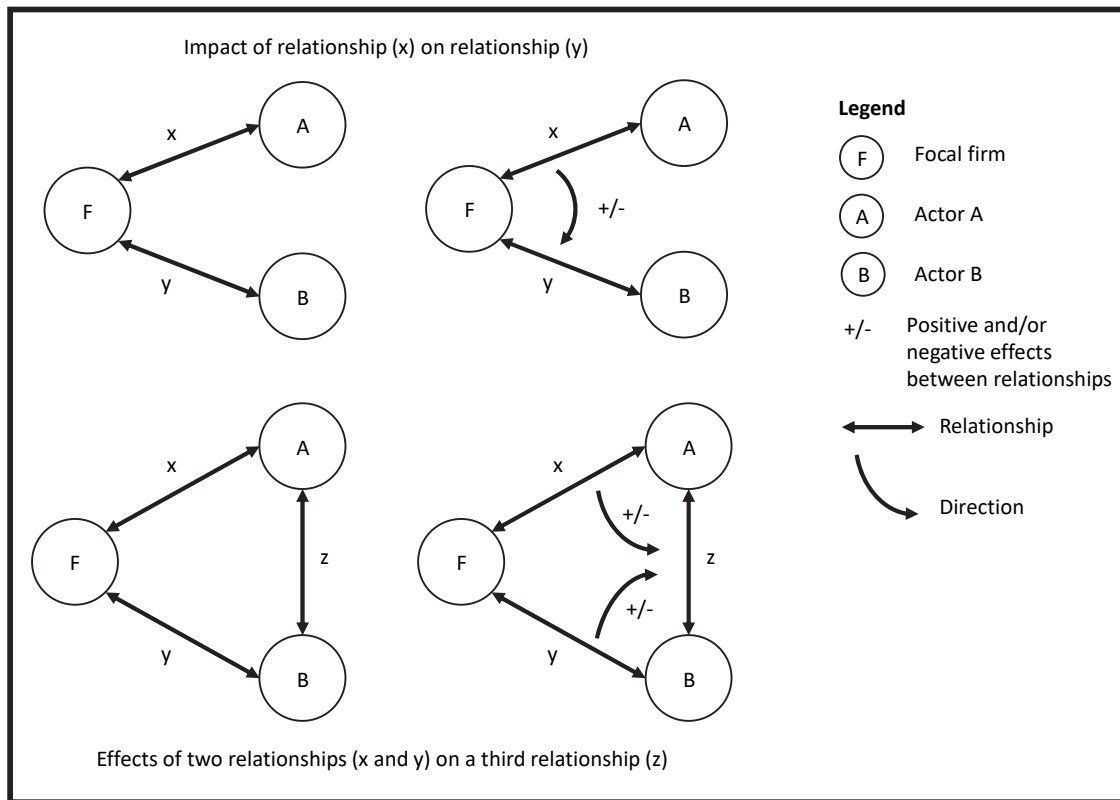 Impact of relationship (x) on relationship (y)
A
x
F
y
B
A
x
F
+/-
y
B
Legend
F Focal firm
A Actor A
B Actor B
+/- Positive and/or
negative effects
between relationships
Relationship
Direction
A
x
F
z
y
B
A
x
+/-
F
z
+/-
y
B
Effects of two relationships (x and y) on a third relationship (z)